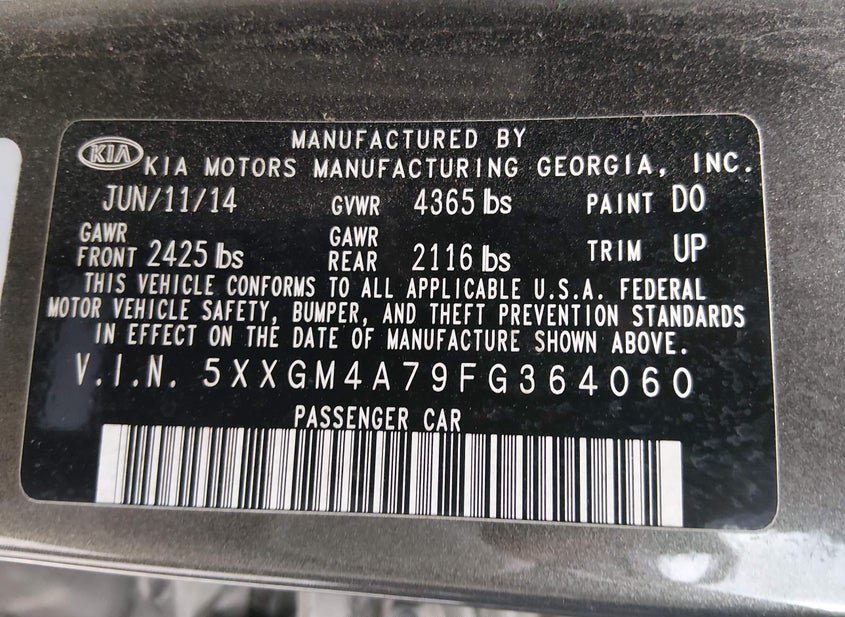 MANUFACTURED BY
KIA KIA MOTORS MANUFACTURING GEORGIA, INC.
JUN/11/14 GVWR 4365 lbs PAINT D0
GAWR FRONT 2425 lbs GAWR REAR 2116 lbs TRIM UP
THIS VEHICLE CONFORMS TO ALL APPLICABLE U.S.A. FEDERAL
MOTOR VEHICLE SAFETY, BUMPER, AND THEFT PREVENTION STANDARDS
IN EFFECT ON THE DATE OF MANUFACTURE SHOWN ABOVE.
V.I.N. 5XXGM4A79FG364060
PASSENGER CAR